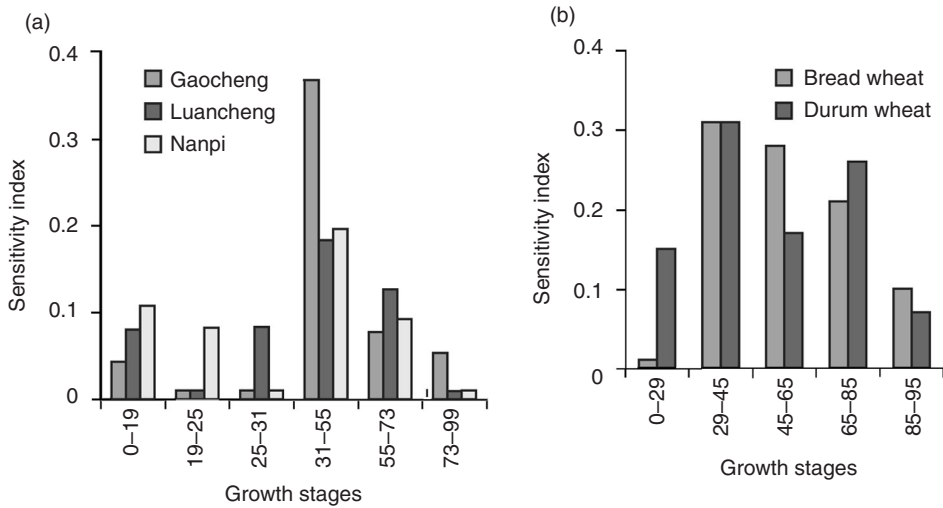 (a)
0.4
0.3
0.2
0.1
0
Sensitivity index
Gaocheng
Luancheng
Nanpi
0–19
19–25
25–31
31–55
55–73
73–99
Growth stages
(b)
0.4
0.3
0.2
0.1
0
Sensitivity index
Bread wheat
Durum wheat
0–29
29–45
45–65
65–85
85–95
Growth stages